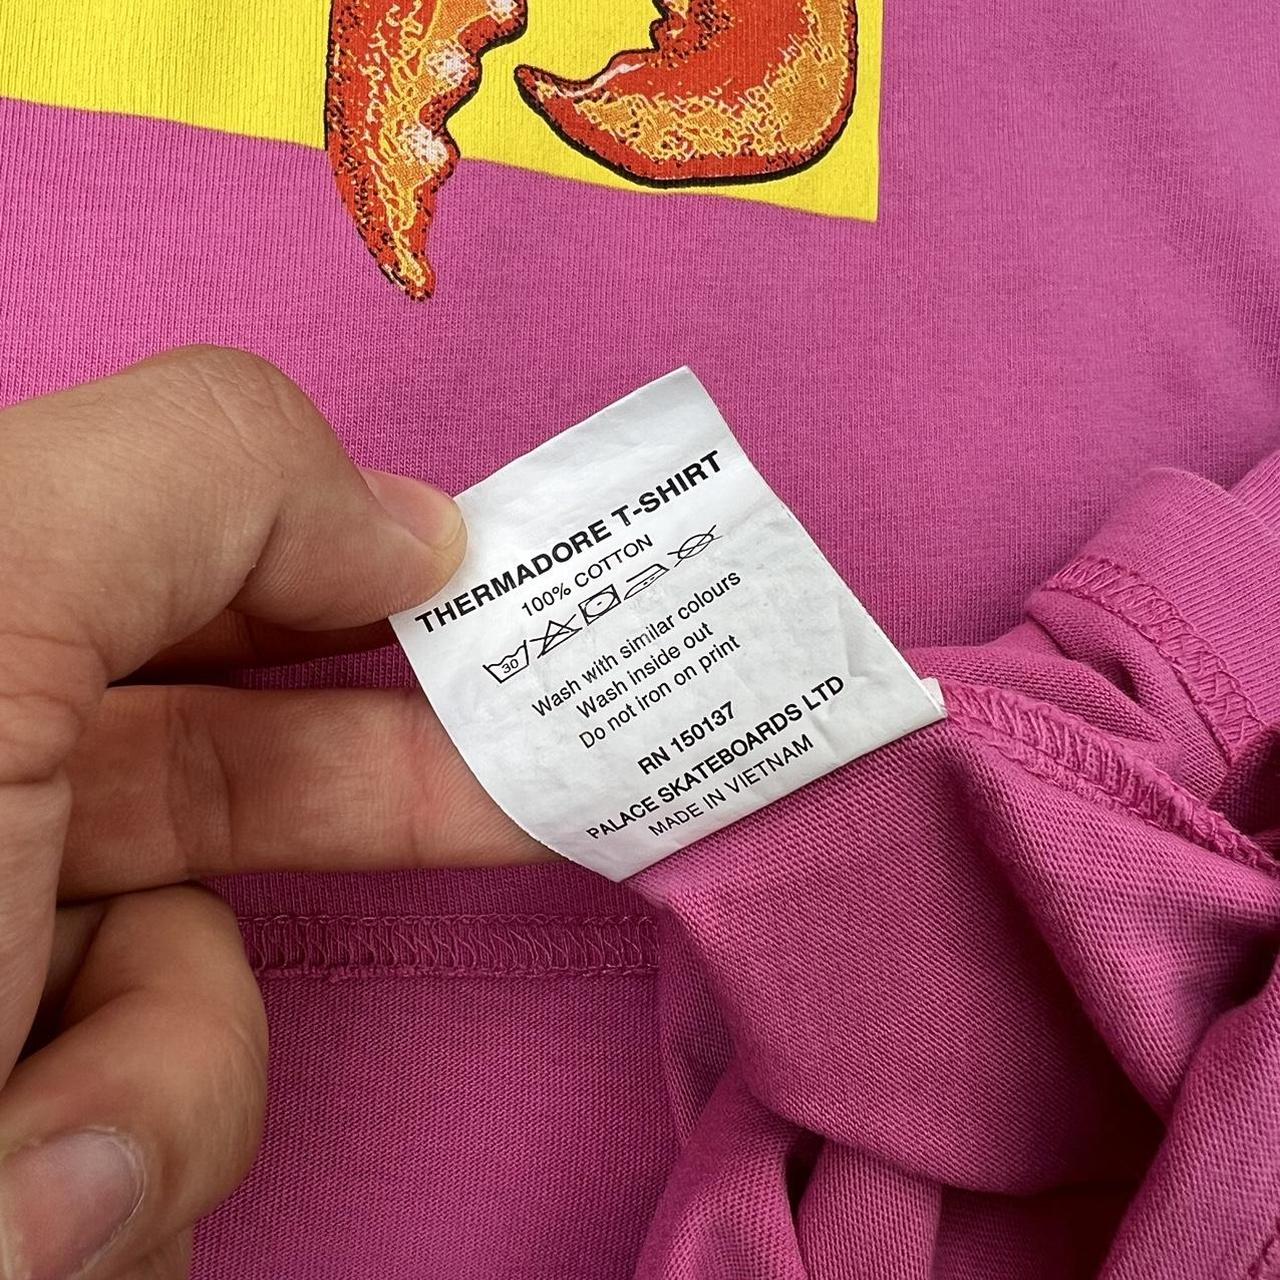 THERMADORE T-SHIRT
100% COTTON
30
Wash with similar colours
Wash inside out
Do not iron on print
RN 150137
PALACE SKATEBOARDS LTD
MADE IN VIETNAM